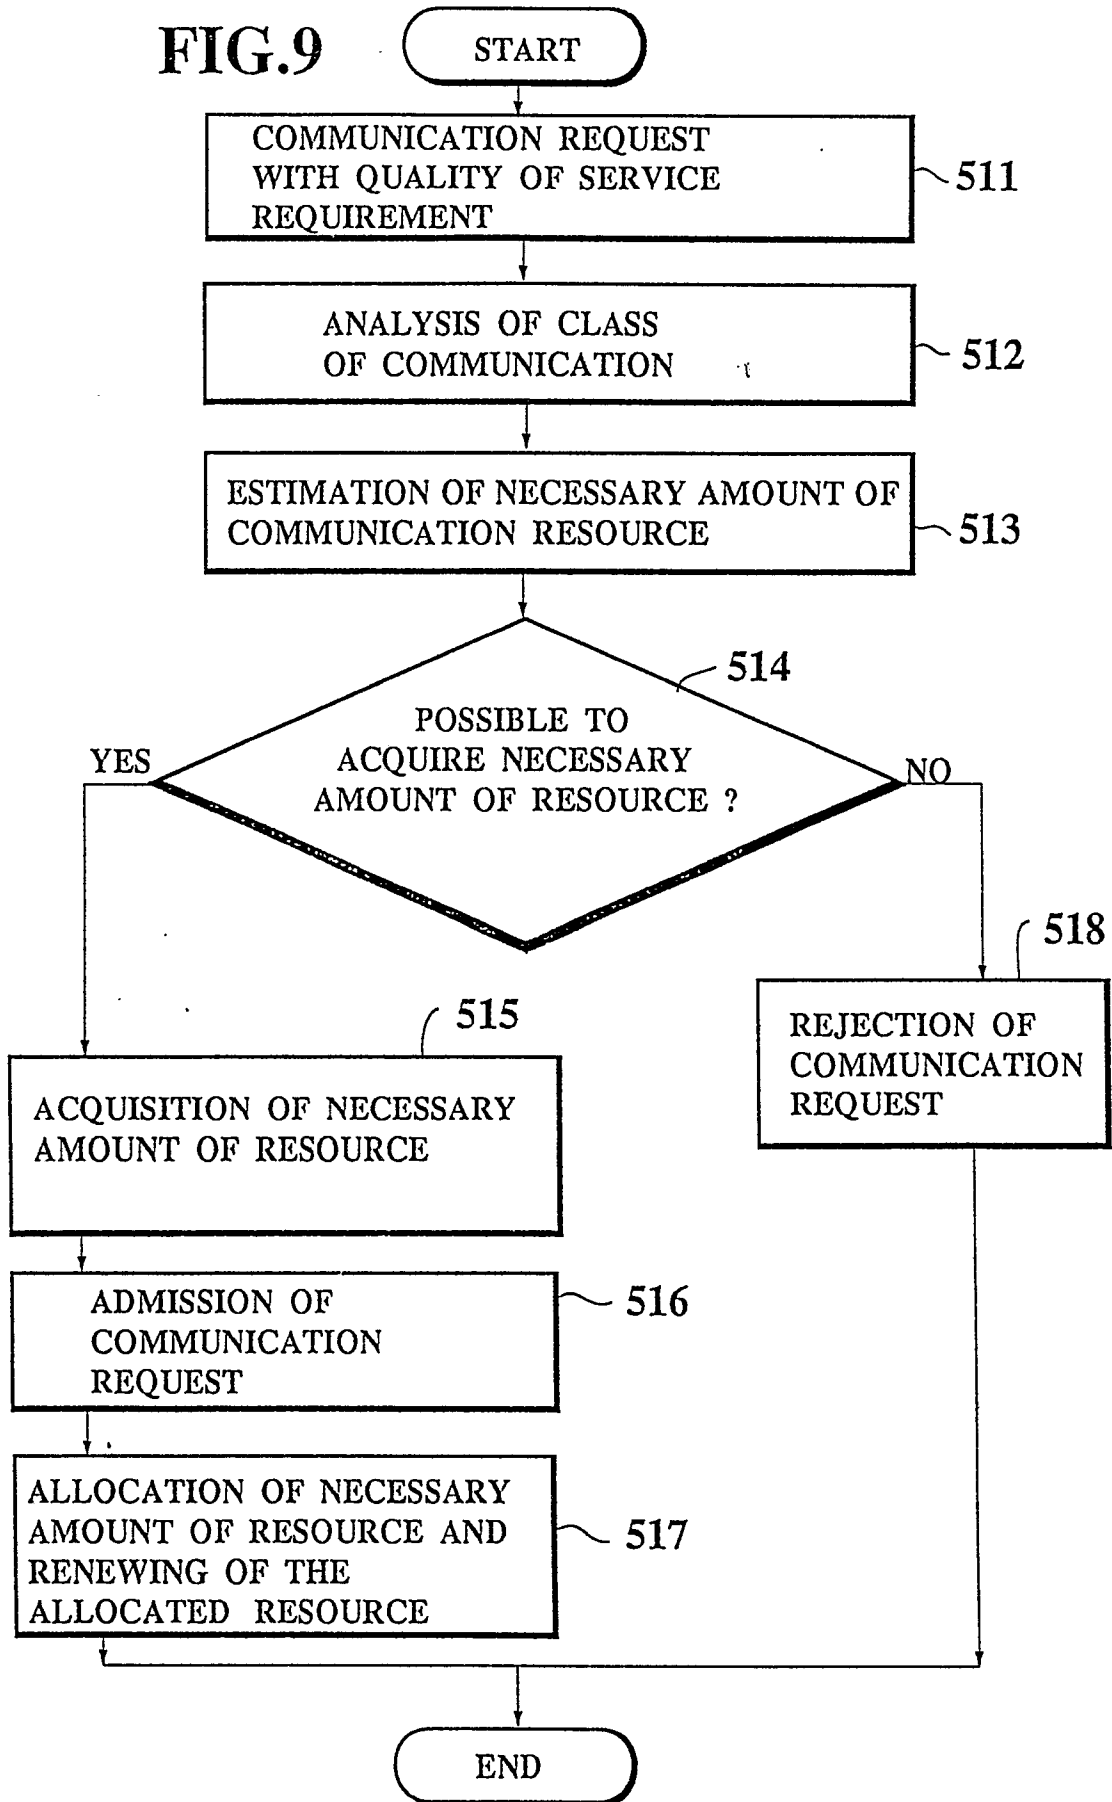 FIG.9
START
COMMUNICATION REQUEST
WITH QUALITY OF SERVICE
REQUIREMENT
511
ANALYSIS OF CLASS
OF COMMUNICATION
512
ESTIMATION OF NECESSARY AMOUNT OF
COMMUNICATION RESOURCE
513
514
POSSIBLE TO
ACQUIRE NECESSARY
AMOUNT OF RESOURCE ?
YES
NO
518
REJECTION OF
COMMUNICATION
REQUEST
515
ACQUISITION OF NECESSARY
AMOUNT OF RESOURCE
ADMISSION OF
COMMUNICATION
REQUEST
516
ALLOCATION OF NECESSARY
AMOUNT OF RESOURCE AND
RENEWING OF THE
ALLOCATED RESOURCE
517
END